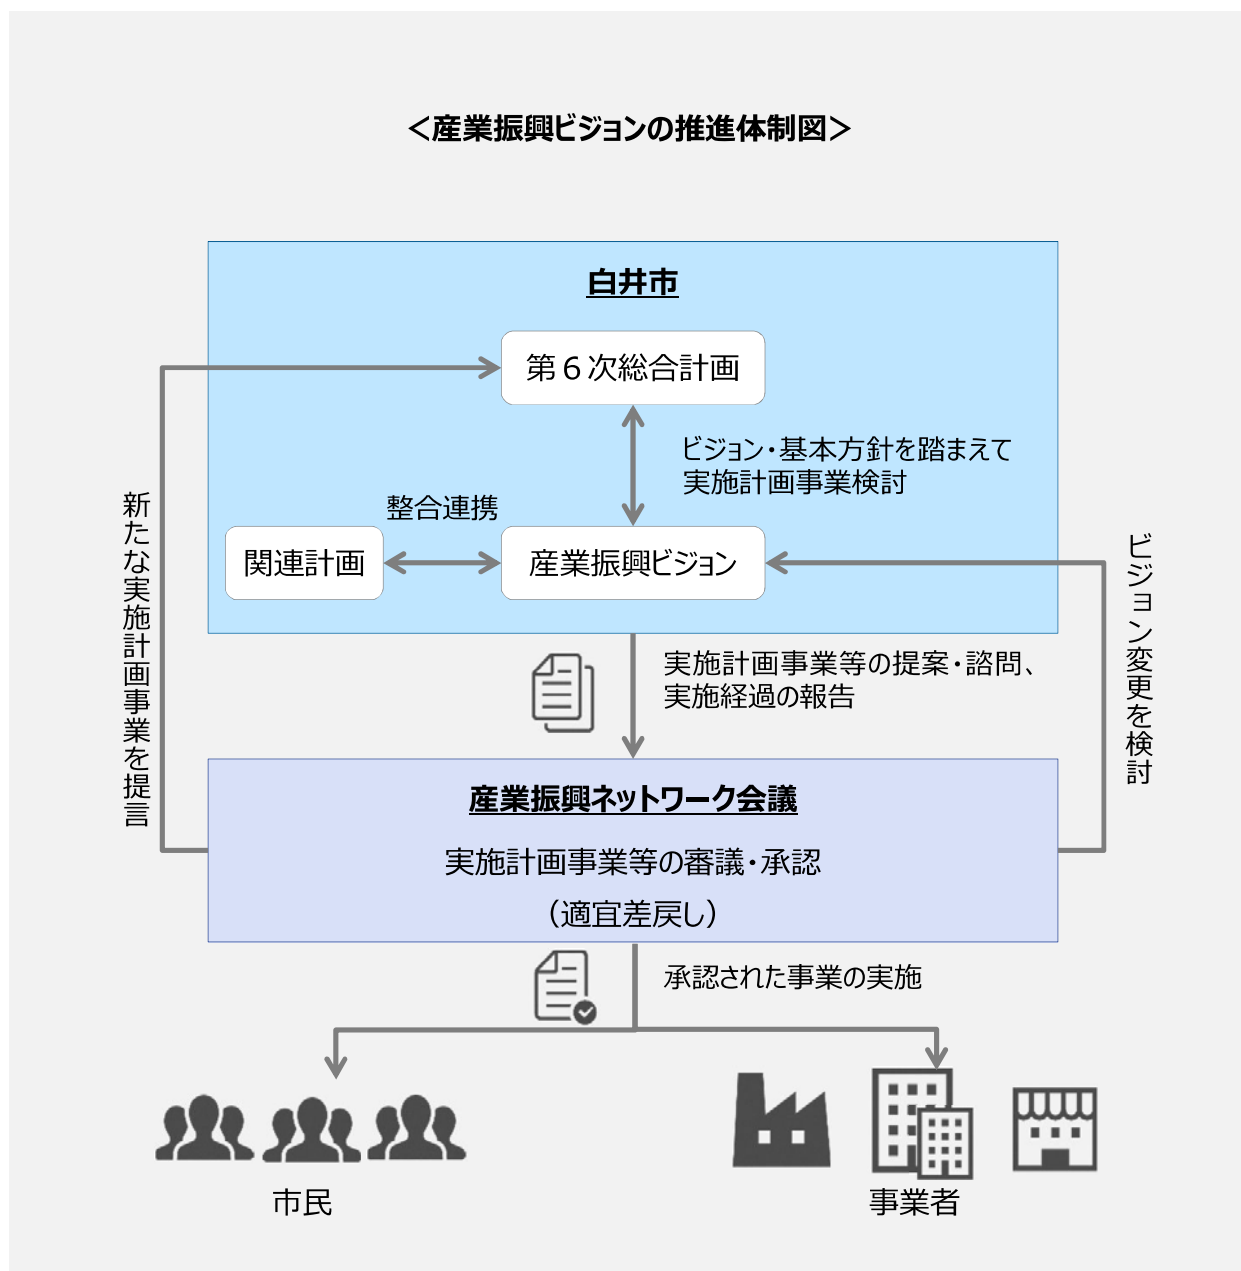 ＜産業振興ビジョンの推進体制図＞
白井市
第６次総合計画
ビジョン・基本方針を踏まえて
実施計画事業検討
整合連携
関連計画
産業振興ビジョン
新たな実施計画事業を提言
ビジョン変更を検討
実施計画事業等の提案・諮問、
実施経過の報告
産業振興ネットワーク会議
実施計画事業等の審議・承認
（適宜差戻し）
承認された事業の実施
市民
事業者